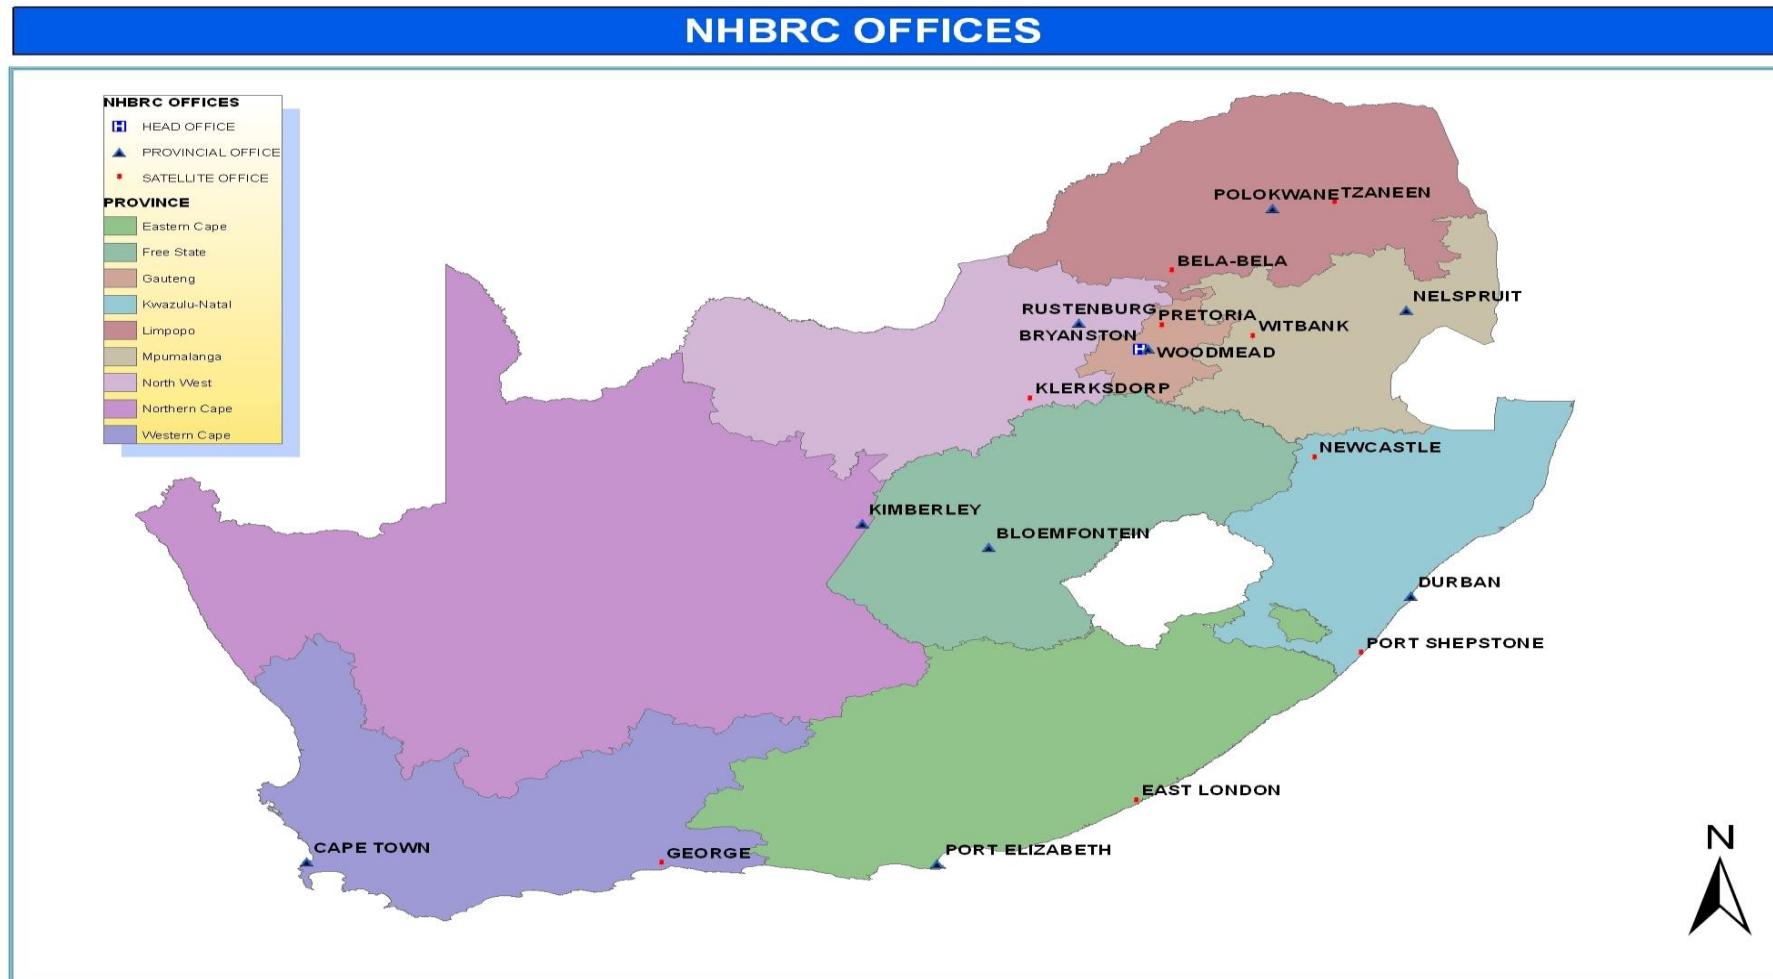 NHBRC OFFICES
NHBRC OFFICES
H HEAD OFFICE
PROVINCIAL OFFICE
SATELLITE OFFICE
PROVINCE
Eastern Cape
Free State
Gauteng
Kwazulu-Natal
Limpopo
Mpumalanga
North West
Northern Cape
Western Cape
POLOKWANE
TZANEEN
BELA-BELA
NELSPRUIT
RUSTENBURG
PRETORIA
WITBANK
BRYANSTON
H
WOODMEAD
KLERKSDORP
NEWCASTLE
KIMBERLEY
BLOEMFONTEIN
DURBAN
PORT SHEPSTONE
EAST LONDON
CAPE TOWN
GEORGE
PORT ELIZABETH
N